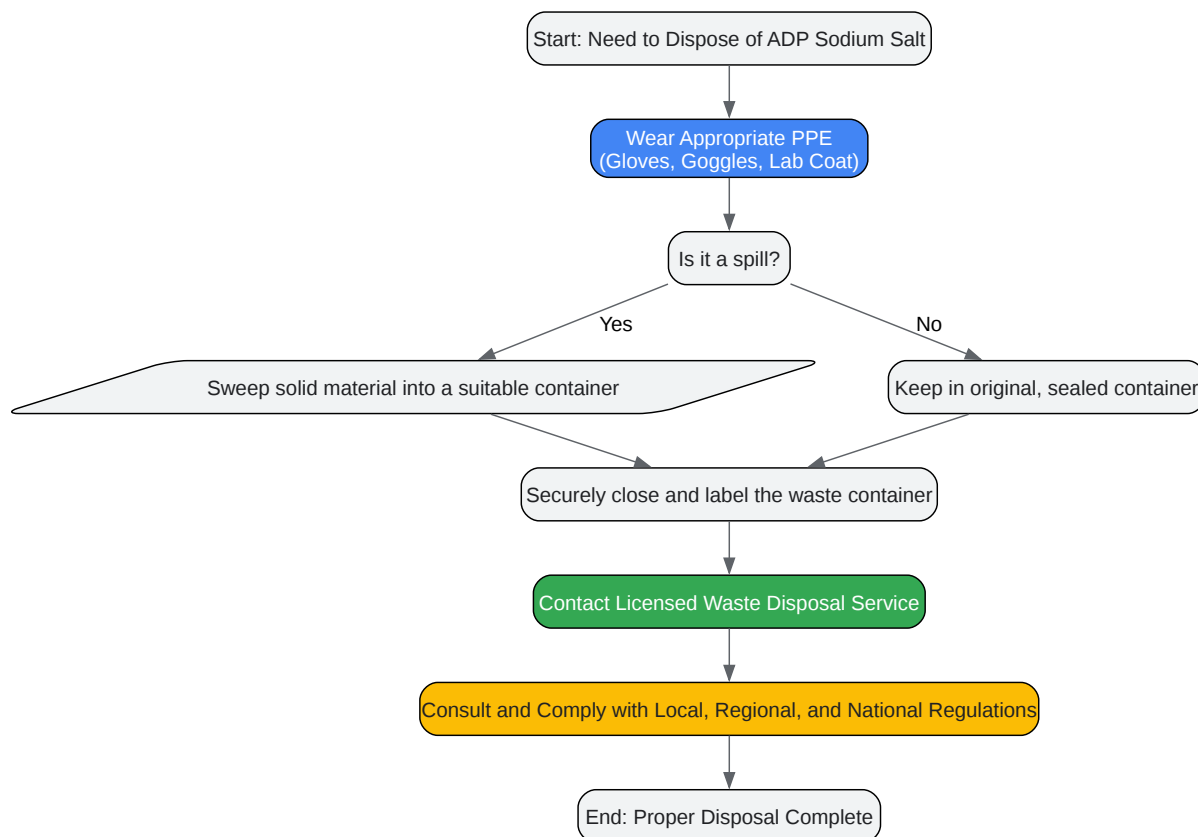 Start: Need to Dispose of ADP Sodium Salt
Wear Appropriate PPE
(Gloves, Goggles, Lab Coat)
Is it a spill?
Yes
No
Sweep solid material into a suitable container
Keep in original, sealed container
Securely close and label the waste container
Contact Licensed Waste Disposal Service
Consult and Comply with Local, Regional, and National Regulations
End: Proper Disposal Complete